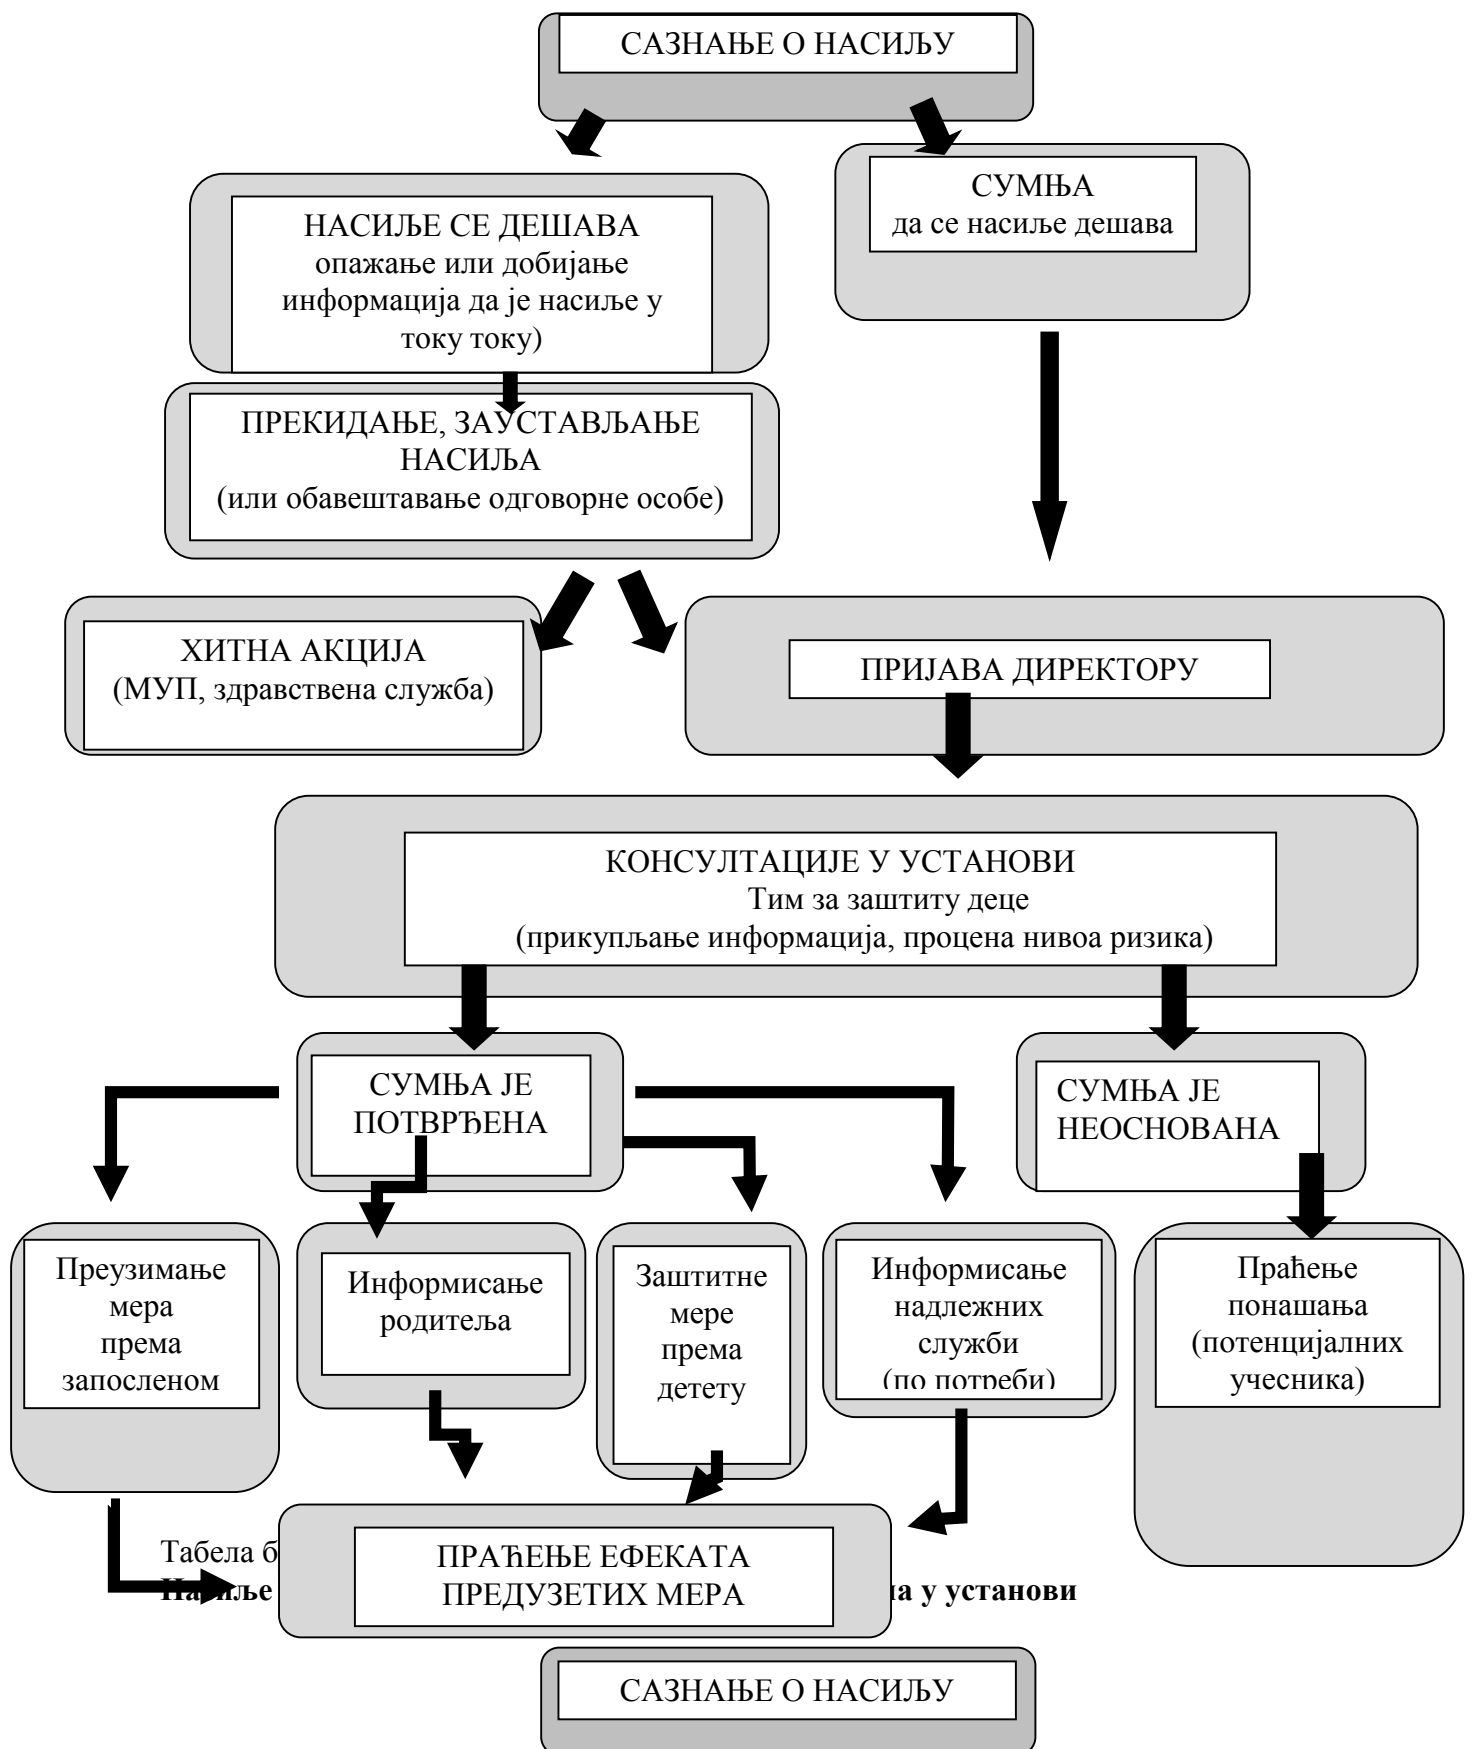 САЗНАЊЕ О НАСИЉУ
НАСИЉЕ СЕ ДЕШАВА
опажање или добијање
информација да је насиље у
току току)
СУМЊА
да се насиље дешава
ПРЕКИДАЊЕ, ЗАУСТАВЉАЊЕ
НАСИЉА
(или обавештавање одговорне особе)
ХИТНА АКЦИЈА
(МУП, здравствена служба)
ПРИЈАВА ДИРЕКТОРУ
КОНСУЛТАЦИЈЕ У УСТАНОВИ
Тим за заштиту деце
(прикупљање информација, процена нивоа ризика)
СУМЊА ЈЕ
ПОТВРЂЕНА
СУМЊА ЈЕ
НЕОСНОВАНА
Преузимање
мера
према
запосленом
Информисање
родитеља
Заштитне
мере
према
детету
Информисање
надлежних
служби
(по потреби)
Праћење
понашања
(потенцијалних
учесника)
Табела
Насиље у установи
ПРАЋЕЊЕ ЕФЕКАТА
ПРЕДУЗЕТИХ МЕРА
САЗНАЊЕ О НАСИЉУ